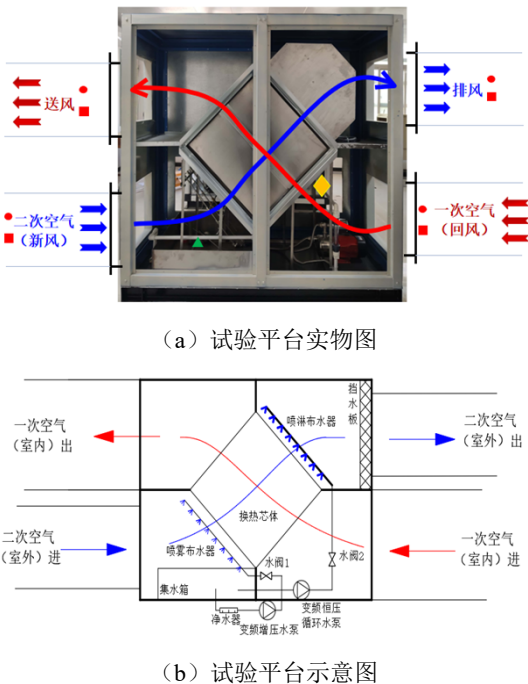 送风
排风
二次空气
（新风）
一次空气
（回风）
（a）试验平台实物图
挡水板
喷淋布水器
一次空气
（室内）出
二次空气
（室外）出
换热芯体
二次空气
（室外）进
喷雾布水器
水阀1
水阀2
一次空气
（室内）进
集水箱
净水器
变频增压水泵
变频恒压
循环水泵
（b）试验平台示意图